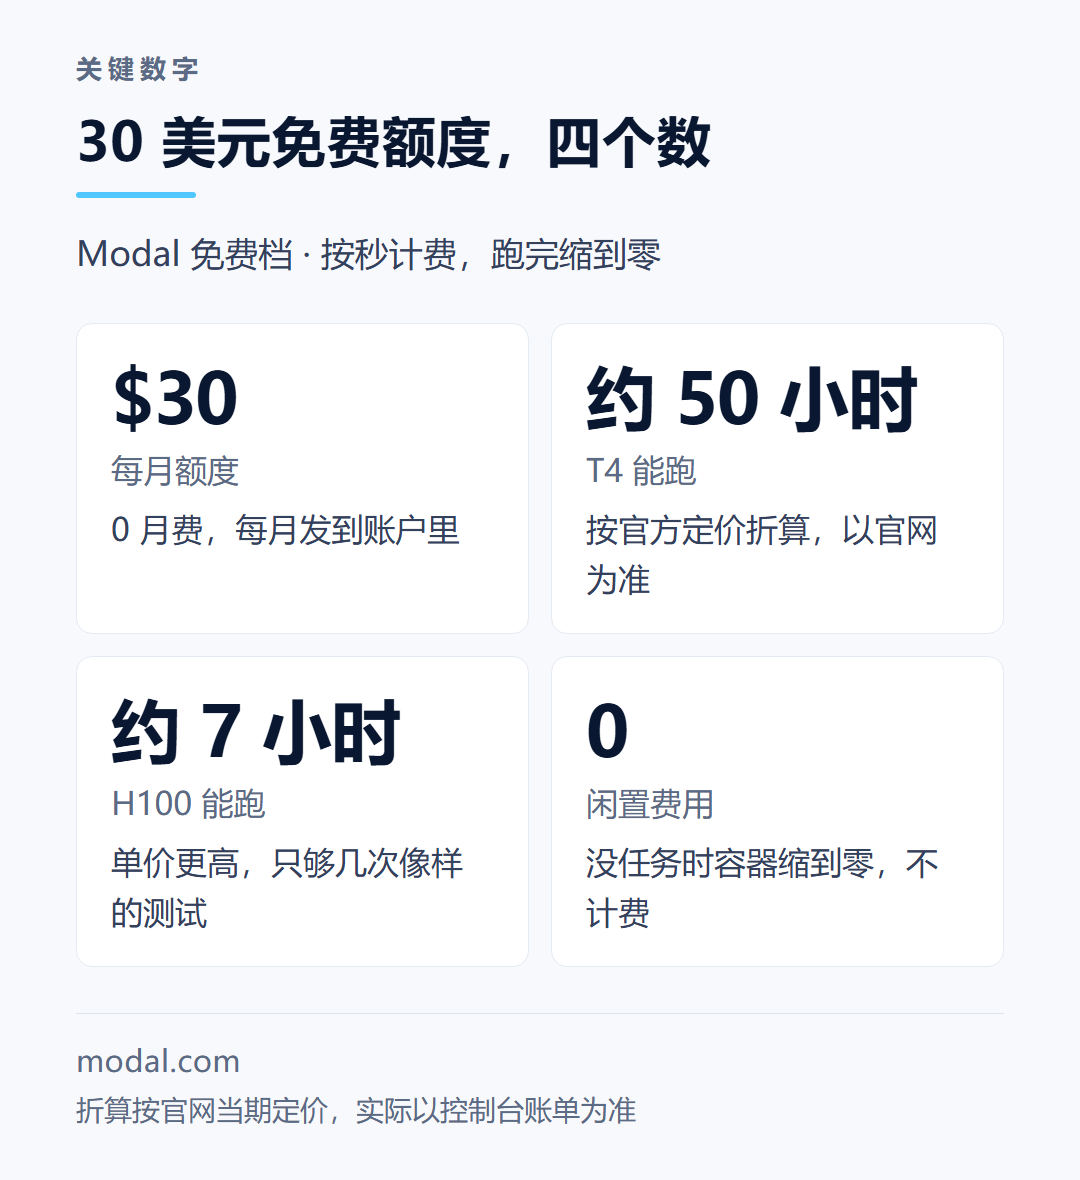 关键数字
30 美元免费额度，四个数
Modal 免费档 · 按秒计费，跑完缩到零
$30
每月额度
0 月费，每月发到账户里
约 50 小时
T4 能跑
按官方定价折算，以官网
为准
约 7 小时
H100 能跑
单价更高，只够几次像样
的测试
0
闲置费用
没任务时容器缩到零，不
计费
modal.com
折算按官网当期定价，实际以控制台账单为准